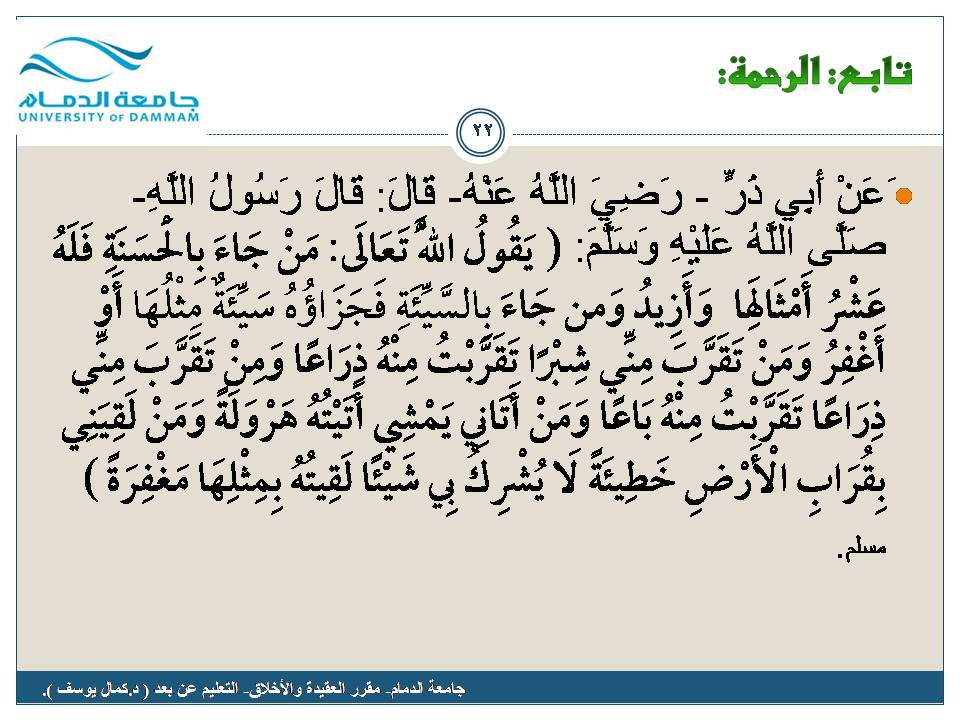 جامعة الدمام
UNIVERSITY OF DAMMAM
تابع: الرحمة:
٢٢
َعَنْ أَبِي ذَرٍّ - رَضِيَ اللَّهُ عَنْهُ- قَالَ: قَالَ رَسُولُ اللَّهِ-
صَلَّى اللَّهُ عَلَيْهِ وَسَلَّمَ: ( يَقُولُ اللهُ تَعَالَى: مَنْ جَاءَ بِالْحَسَنَةِ فَلَهُ
عَشْرُ أَمْثَالِهَا وَأَزِيدُ وَمن جَاءَ بِالسَّيِّئَةِ فَجَزَاؤُهُ سَيِّئَةٌ مِثْلُهَا أَوْ
أَغْفِرُ وَمَنْ تَقَرَّبَ مِنِّي شِبْرًا تَقَرَّبْتُ مِنْهُ ذِرَاعًا وَمِنْ تَقَرَّبَ مِنِّي
ذِرَاعًا تَقَرَّبْتُ مِنْهُ بَاعًا وَمَنْ أَتَانِي يَمْشِي أَتَيْتُهُ هَرْوَلَةً وَمَنْ لَقِيَنِي
بِقُرَابِ الْأَرْضِ خَطِيئَةً لَا يُشْرِكُ بِي شَيْئًا لَقِيتُهُ بِمِثْلِهَا مَغْفِرَةً )
مسلم.
جامعة الدمام- مقرر العقيدة والأخلاق- التعليم عن بعد ( د.كمال يوسف ).